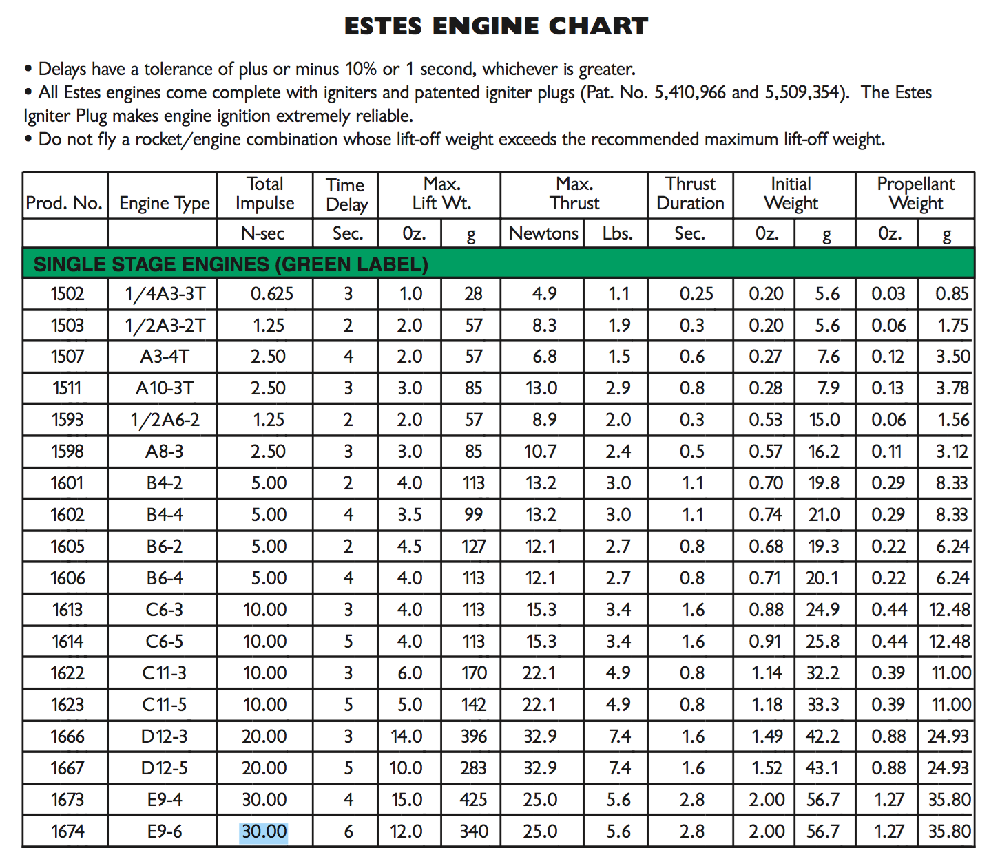 ESTES ENGINE CHART
• Delays have a tolerance of plus or minus 10% or 1 second, whichever is greater.
• All Estes engines come complete with igniters and patented igniter plugs (Pat. No. 5,410,966 and 5,509,354). The Estes
Igniter Plug makes engine ignition extremely reliable.
• Do not fly a rocket/engine combination whose lift-off weight exceeds the recommended maximum lift-off weight.
Prod. No. Engine Type Total Impulse Time Delay Max. Lift Wt. Max. Thrust Thrust Duration Initial Weight Propellant Weight
N-sec Sec. 0z. g Newtons Lbs. Sec. 0z. g 0z. g
SINGLE STAGE ENGINES (GREEN LABEL)
1502 1/4A3-3T 0.625 3 1.0 28 4.9 1.1 0.25 0.20 5.6 0.03 0.85
1503 1/2A3-2T 1.25 2 2.0 57 8.3 1.9 0.3 0.20 5.6 0.06 1.75
1507 A3-4T 2.50 4 2.0 57 6.8 1.5 0.6 0.27 7.6 0.12 3.50
1511 A10-3T 2.50 3 3.0 85 13.0 2.9 0.8 0.28 7.9 0.13 3.78
1593 1/2A6-2 1.25 2 2.0 57 8.9 2.0 0.3 0.53 15.0 0.06 1.56
1598 A8-3 2.50 3 3.0 85 10.7 2.4 0.5 0.57 16.2 0.11 3.12
1601 B4-2 5.00 2 4.0 113 13.2 3.0 1.1 0.70 19.8 0.29 8.33
1602 B4-4 5.00 4 3.5 99 13.2 3.0 1.1 0.74 21.0 0.29 8.33
1605 B6-2 5.00 2 4.5 127 12.1 2.7 0.8 0.68 19.3 0.22 6.24
1606 B6-4 5.00 4 4.0 113 12.1 2.7 0.8 0.71 20.1 0.22 6.24
1613 C6-3 10.00 3 4.0 113 15.3 3.4 1.6 0.88 24.9 0.44 12.48
1614 C6-5 10.00 5 4.0 113 15.3 3.4 1.6 0.91 25.8 0.44 12.48
1622 C11-3 10.00 3 6.0 170 22.1 4.9 0.8 1.14 32.2 0.39 11.00
1623 C11-5 10.00 5 5.0 142 22.1 4.9 0.8 1.18 33.3 0.39 11.00
1666 D12-3 20.00 3 14.0 396 32.9 7.4 1.6 1.49 42.2 0.88 24.93
1667 D12-5 20.00 5 10.0 283 32.9 7.4 1.6 1.52 43.1 0.88 24.93
1673 E9-4 30.00 4 15.0 425 25.0 5.6 2.8 2.00 56.7 1.27 35.80
1674 E9-6 30.00 6 12.0 340 25.0 5.6 2.8 2.00 56.7 1.27 35.80